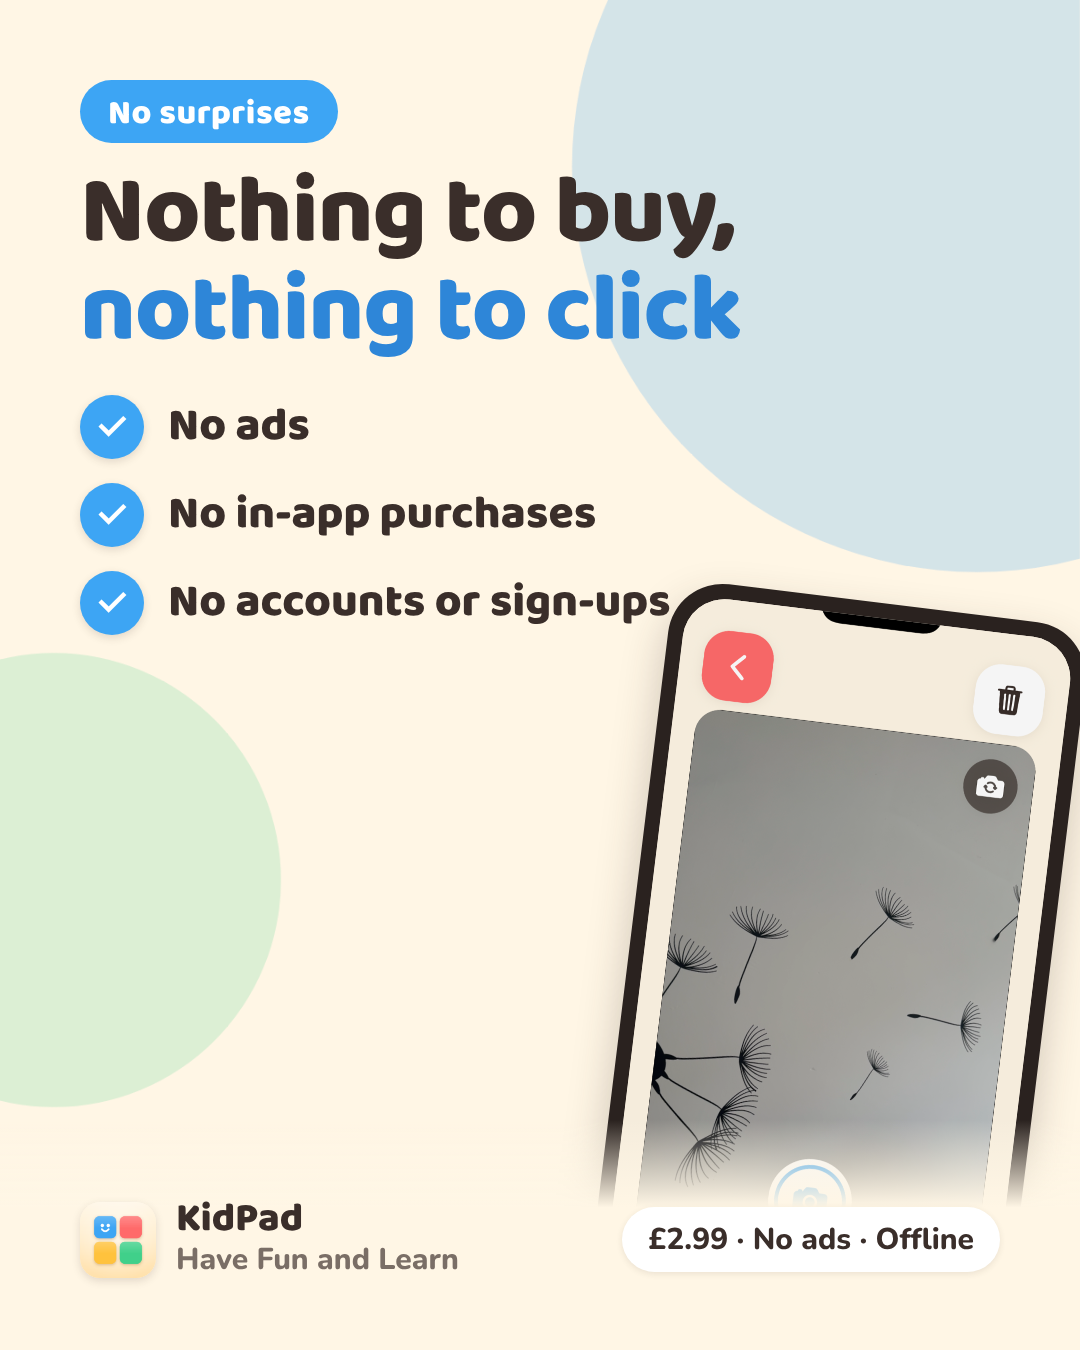 No surprises
Nothing to buy,
nothing to click
No ads
No in-app purchases
No accounts or sign-ups
KidPad
Have Fun and Learn
£2.99 · No ads · Offline